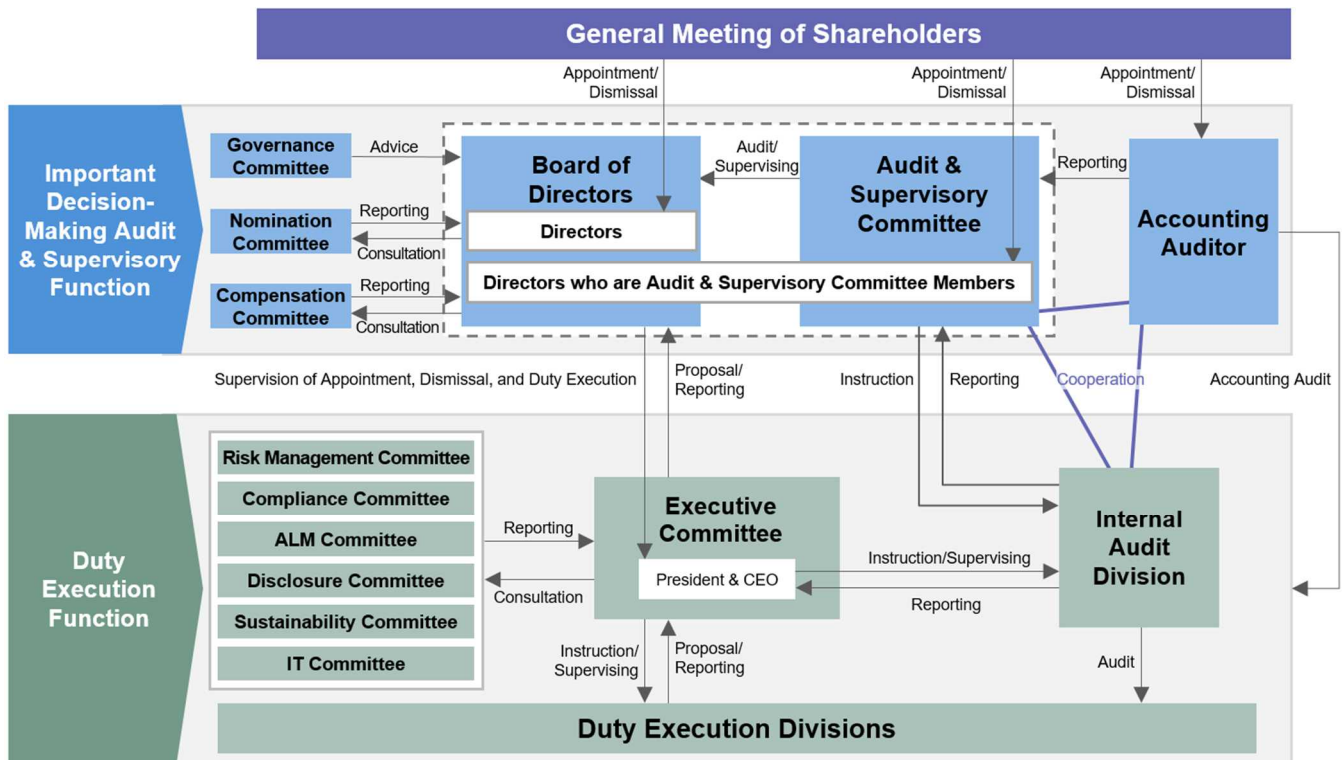 General Meeting of Shareholders
Appointment/
Dismissal
Appointment/
Dismissal
Appointment/
Dismissal
Important
Decision-
Making Audit
& Supervisory
Function
Governance
Committee
Advice
Nomination
Committee
Reporting
Consultation
Compensation
Committee
Reporting
Consultation
Board of
Directors
Directors
Audit/
Supervising
Audit &
Supervisory
Committee
Directors who are Audit & Supervisory Committee Members
Reporting
Accounting
Auditor
Supervision of Appointment, Dismissal, and Duty Execution
Proposal/
Reporting
Instruction
Reporting
Cooperation
Accounting Audit
Duty
Execution
Function
Risk Management Committee
Compliance Committee
ALM Committee
Disclosure Committee
Sustainability Committee
IT Committee
Reporting
Consultation
Executive
Committee
President & CEO
Instruction/Supervising
Reporting
Internal
Audit
Division
Instruction/
Supervising
Proposal/
Reporting
Audit
Duty Execution Divisions